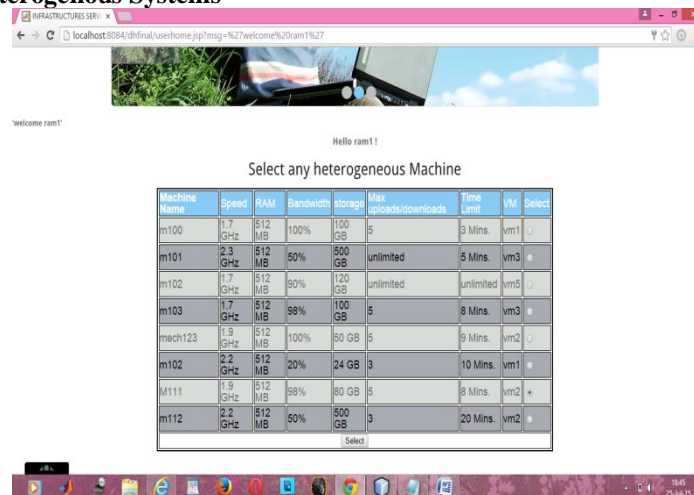 terogenous Systems
INFRASTRUCTURES SERVI ×
localhost:8084/dhfinal/userhome.jsp?msg=%27welcome%20ram1%27
'welcome ram1'
Hello ram1 !
Select any heterogeneous Machine
Machine Name Speed RAM Bandwidth storage Max uploads/downloads Time Limit VM Select
m100 1.7 GHz 512 MB 100% 100 GB 5 3 Mins. vm1
m101 2.3 GHz 512 MB 50% 500 GB unlimited 5 Mins. vm3
m102 1.7 GHz 512 MB 90% 120 GB unlimited unlimited vm5
m103 1.7 GHz 512 MB 98% 100 GB 5 8 Mins. vm3
mech123 1.9 GHz 512 MB 100% 50 GB 5 9 Mins. vm2
m102 2.2 GHz 512 MB 20% 24 GB 3 10 Mins. vm1
M111 1.9 GHz 512 MB 98% 80 GB 5 8 Mins. vm2
m112 2.2 GHz 512 MB 50% 500 GB 3 20 Mins. vm2
Select
18:45